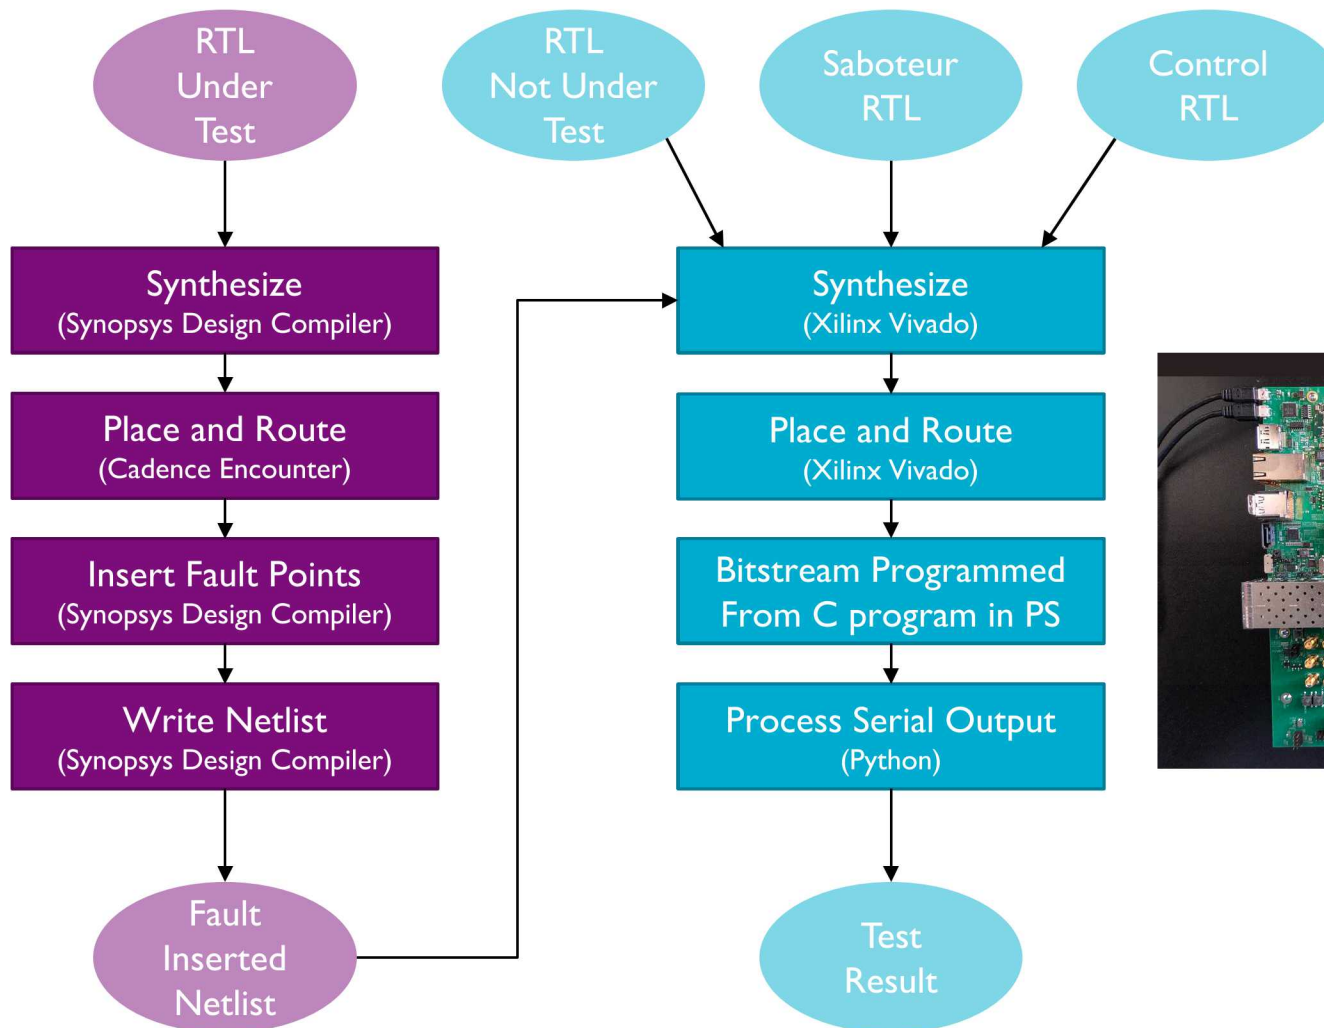 RTL
Under
Test
RTL
Not Under
Test
Saboteur
RTL
Control
RTL
Synthesize
(Synopsys Design Compiler)
Place and Route
(Cadence Encounter)
Insert Fault Points
(Synopsys Design Compiler)
Write Netlist
(Synopsys Design Compiler)
Fault
Inserted
Netlist
Synthesize
(Xilinx Vivado)
Place and Route
(Xilinx Vivado)
Bitstream Programmed
From C program in PS
Process Serial Output
(Python)
Test
Result